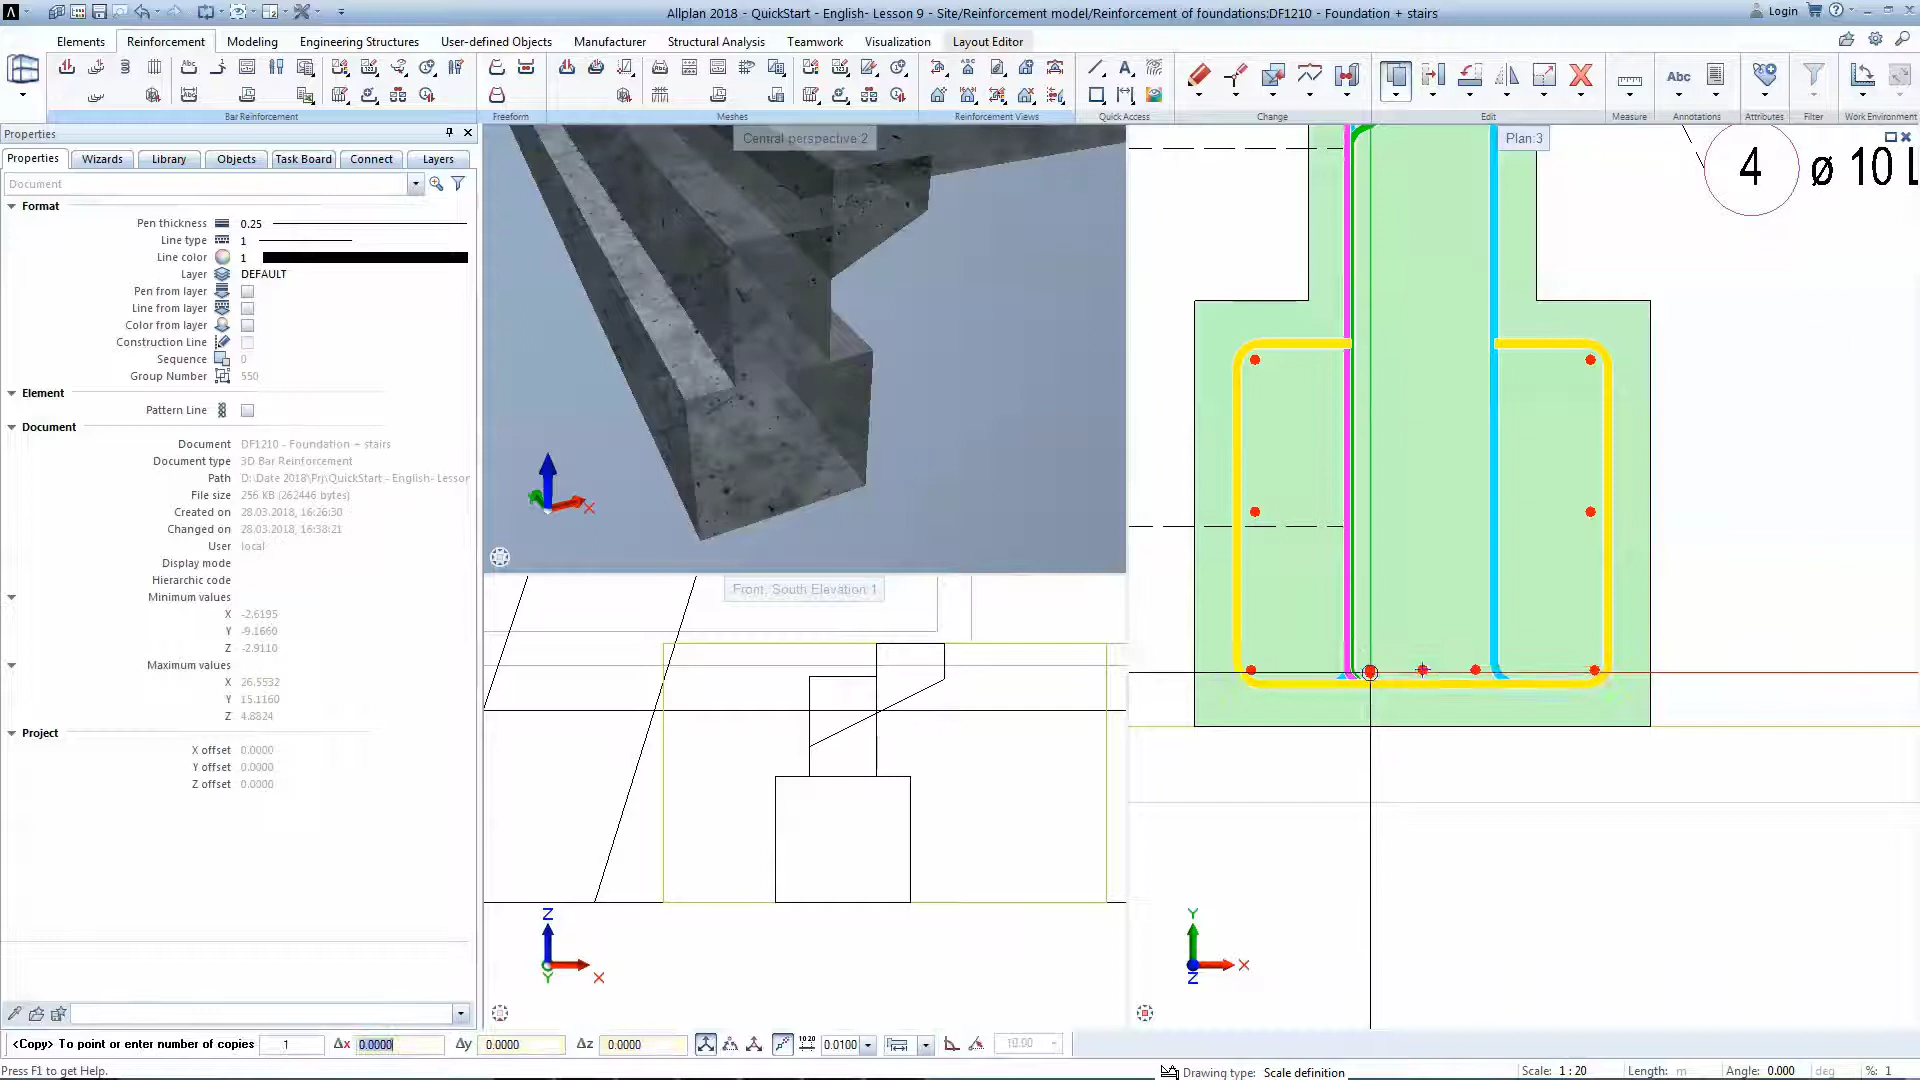 Allplan 2018 - QuickStart - English- Lesson 9 - Site/Reinforcement model/Reinforcement of foundations:DF1210 - Foundation + stairs
Login
Elements
Reinforcement
Modeling
Engineering Structures
User-defined Objects
Manufacturer
Structural Analysis
Teamwork
Visualization
Layout Editor
Bar Reinforcement
Freeform
Meshes
Reinforcement Views
Quick Access
Change
Edit
Measure
Annotations
Attributes
Filter
Work Environment
Properties
Properties
Wizards
Library
Objects
Task Board
Connect
Layers
Document
Format
Pen thickness 0.25
Line type 1
Line color 1
Layer DEFAULT
Pen from layer
Line from layer
Color from layer
Construction Line
Sequence 0
Group Number 550
Element
Pattern Line
Document
Document DF1210 - Foundation + stairs
Document type 3D Bar Reinforcement
Path D:\Date 2018\Prj\QuickStart - English- Lesson
File size 256 KB (262446 bytes)
Created on 28.03.2018, 16:26:30
Changed on 28.03.2018, 16:38:21
User local
Display mode
Hierarchic code
Minimum values
X -2.6195
Y -9.1660
Z -2.9110
Maximum values
X 26.5532
Y 15.1160
Z 4.8824
Project
X offset 0.0000
Y offset 0.0000
Z offset 0.0000
Central perspective 2
X
Front, South Elevation 1
Z
Y
X
Plan:3
4
ø 10 L
Y
Z
X
<Copy> To point or enter number of copies 1 Δx 0.0000 Δy 0.0000 Δz 0.0000 0.0100 10.00
Press F1 to get Help.
Drawing type: Scale definition
Scale: 1 : 20
Length: m
Angle: 0.000 deg
%: 1